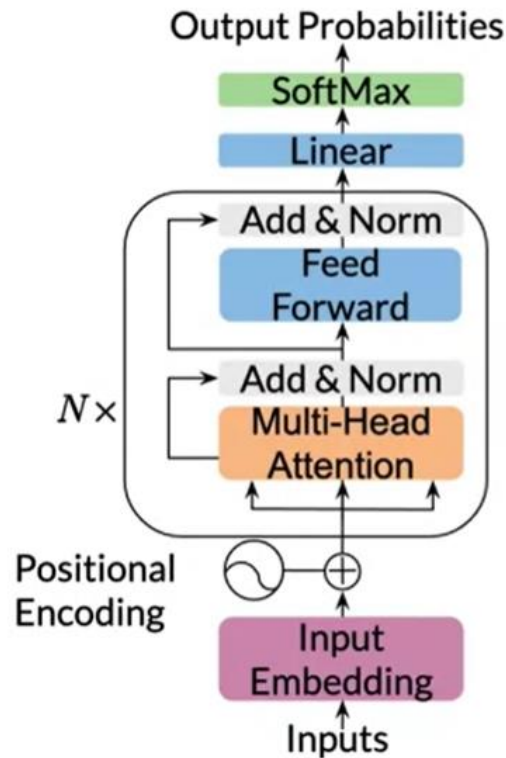 Output Probabilities
SoftMax
Linear
Add & Norm
Feed
Forward
Add & Norm
N×
Multi-Head
Attention
Positional
Encoding
Input
Embedding
Inputs